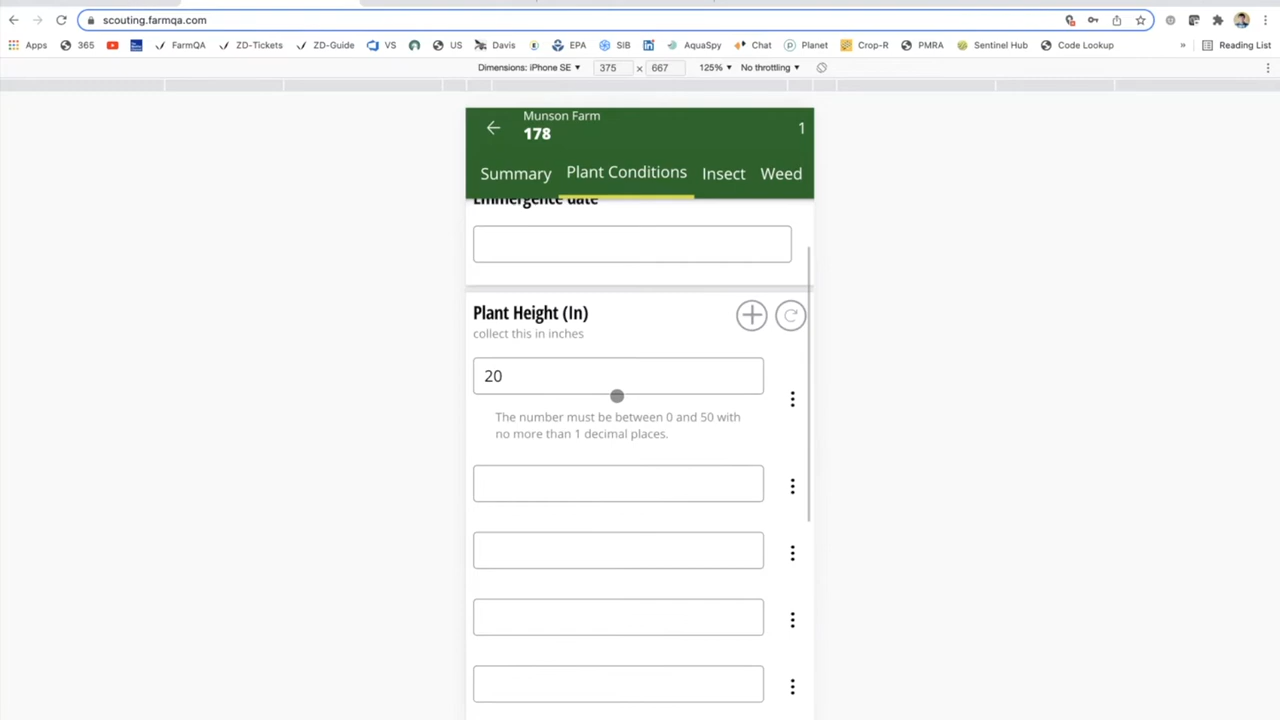 scouting.farmqa.com
Apps 365 FarmQA ZD-Tickets ZD-Guide VS US Davis EPA SIB AquaSpy Chat Planet Crop-R PMRA Sentinel Hub Code Lookup » Reading List
Dimensions: iPhone SE 375 × 667 125% No throttling
Munson Farm
178
1
Summary Plant Conditions Insect Weed
Emmergence date
Plant Height (In)
collect this in inches
20
The number must be between 0 and 50 with
no more than 1 decimal places.